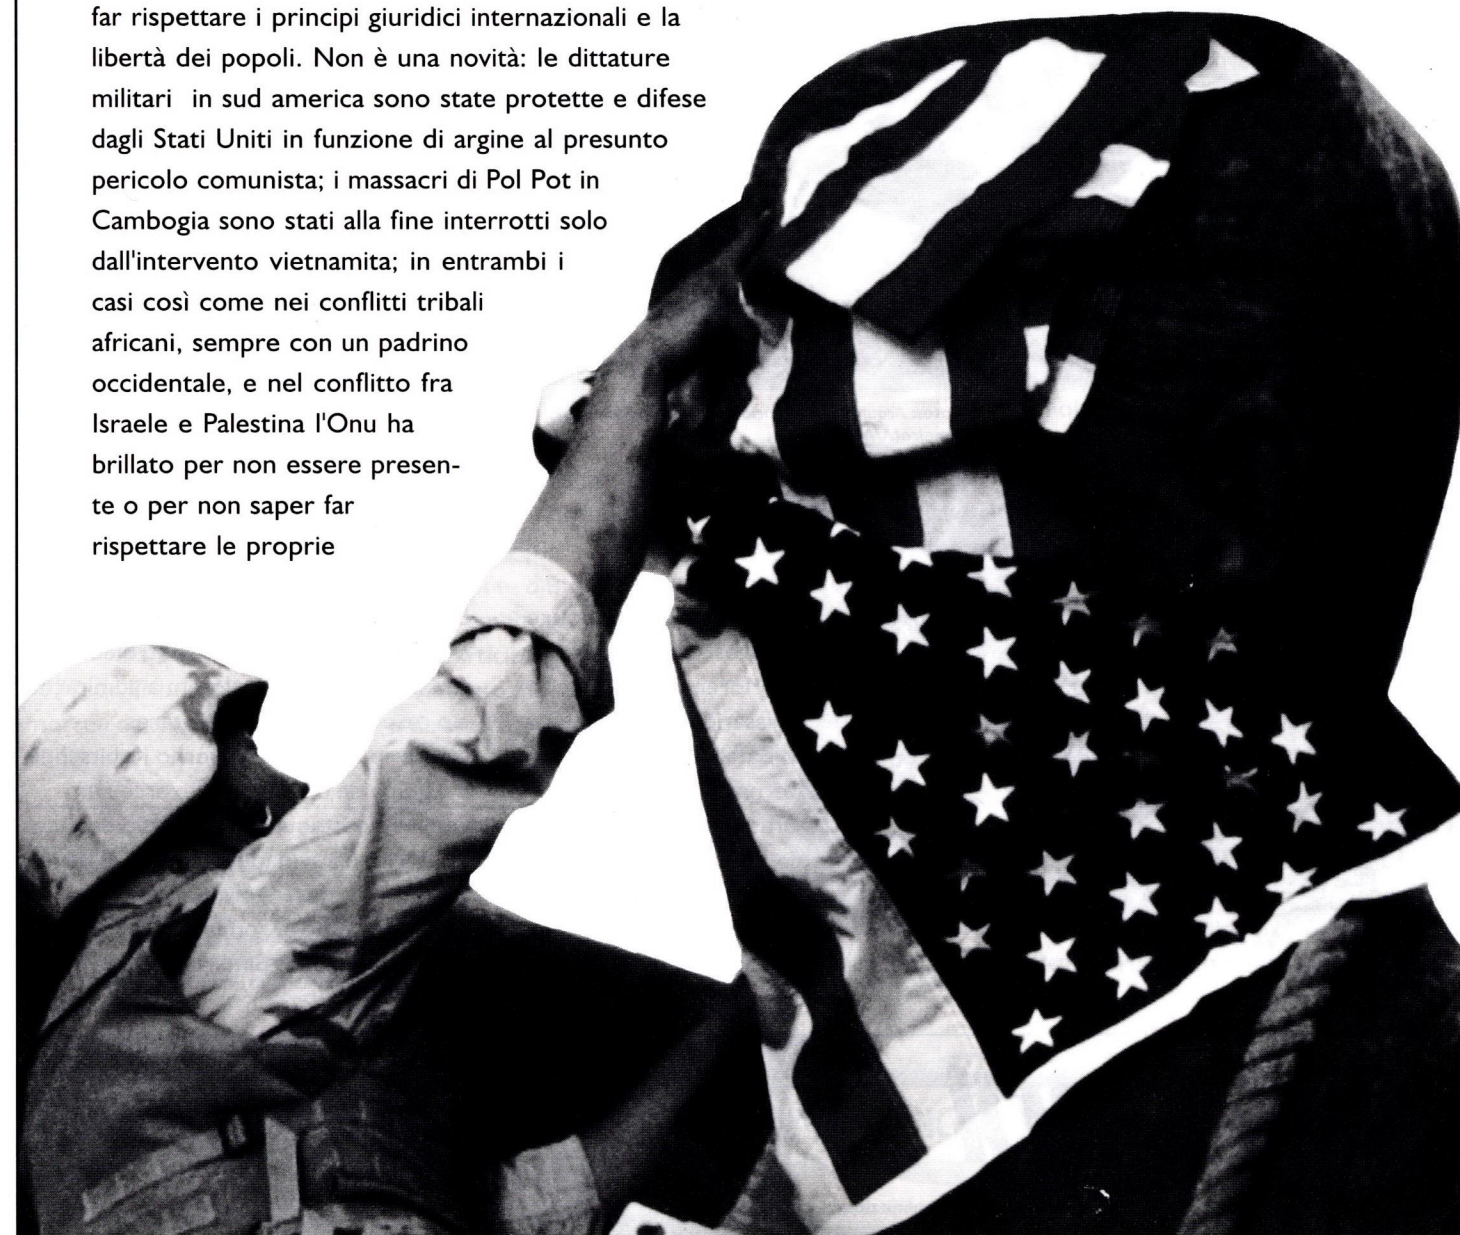 far rispettare i principi giuridici internazionali e la
libertà dei popoli. Non è una novità: le dittature
militari in sud america sono state protette e difese
dagli Stati Uniti in funzione di argine al presunto
pericolo comunista; i massacri di Pol Pot in
Cambogia sono stati alla fine interrotti solo
dall'intervento vietnamita; in entrambi i
casi così come nei conflitti tribali
africani, sempre con un padrino
occidentale, e nel conflitto fra
Israele e Palestina l'Onu ha
brillato per non essere presen-
te o per non saper far
rispettare le proprie